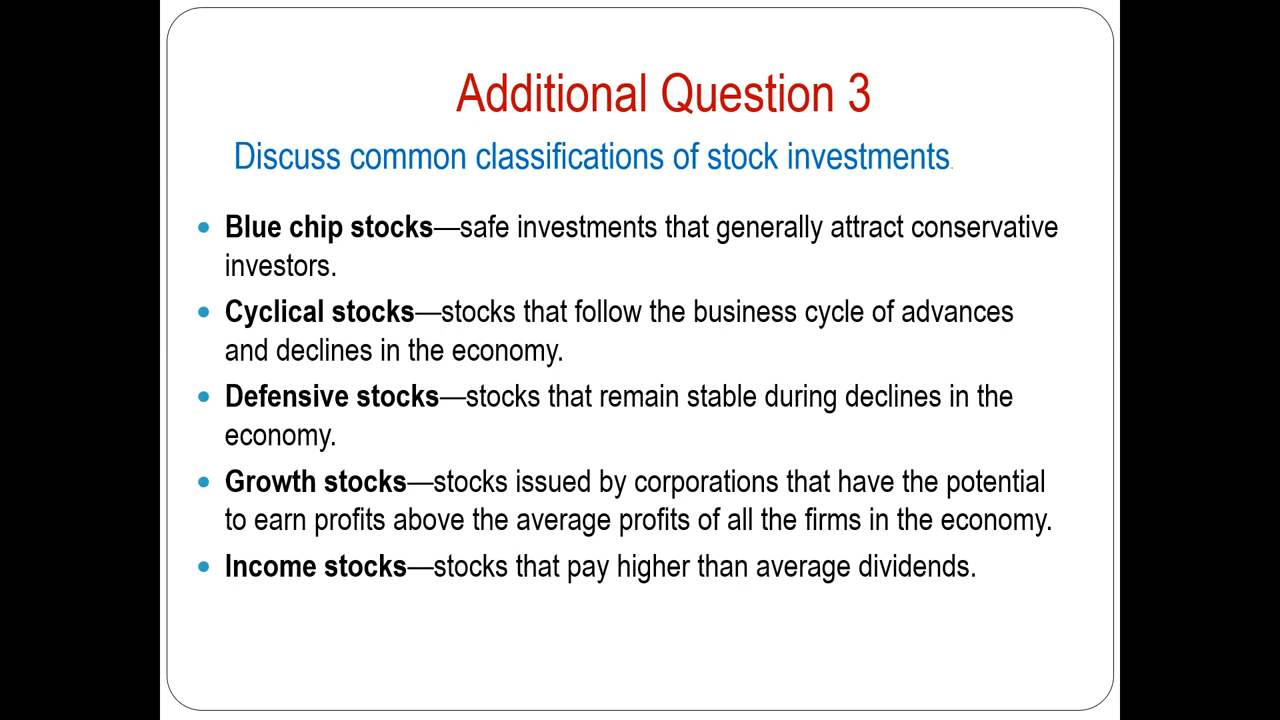 Additional Question 3
Discuss common classifications of stock investments.
• Blue chip stocks—safe investments that generally attract conservative
investors.
• Cyclical stocks—stocks that follow the business cycle of advances
and declines in the economy.
• Defensive stocks—stocks that remain stable during declines in the
economy.
• Growth stocks—stocks issued by corporations that have the potential
to earn profits above the average profits of all the firms in the economy.
• Income stocks—stocks that pay higher than average dividends.